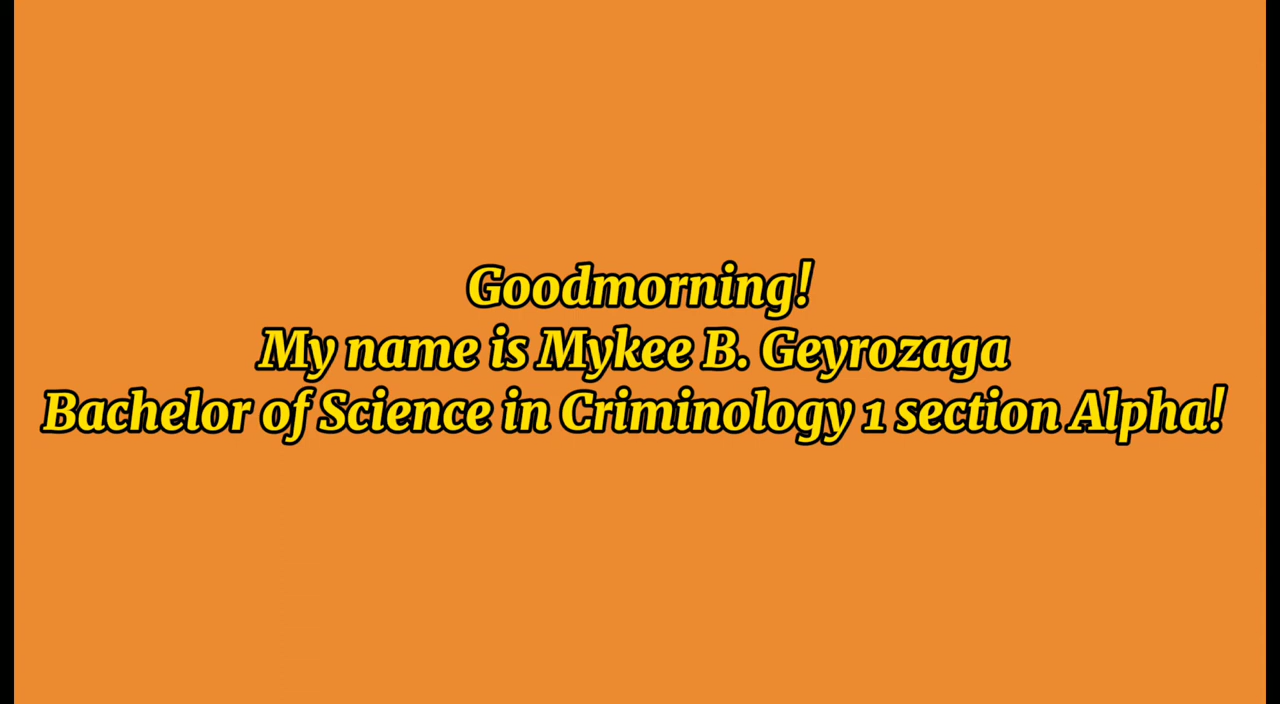 Goodmorning!
My name is Mykee B. Geyrozaga
Bachelor of Science in Criminology 1 section Alpha!